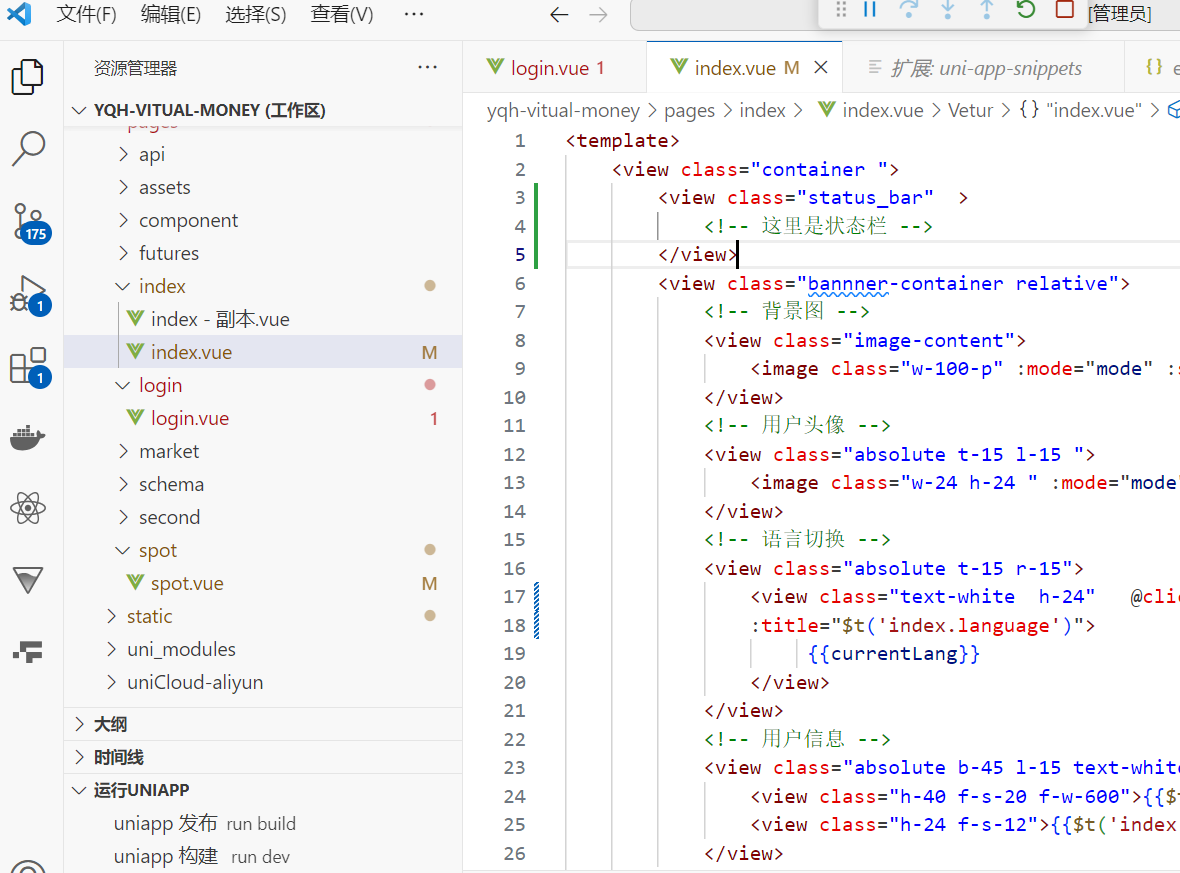 文件(F) 编辑(E) 选择(S) 查看(V) ··· [管理员]
资源管理器 ···
login.vue 1 index.vue M 扩展: uni-app-snippets {}
YQH-VITUAL-MONEY (工作区)
yqh-vitual-money > pages > index > index.vue > Vetur > {} "index.vue" >
pages
api
assets
component
futures
index
index - 副本.vue
index.vue M
login
login.vue 1
market
schema
second
spot
spot.vue M
static
uni_modules
uniCloud-aliyun
大纲
时间线
运行UNIAPP
uniapp 发布 run build
uniapp 构建 run dev
175
1
1
1 <template>
2 <view class="container ">
3 <view class="status_bar"  >
4 <!-- 这里是状态栏 -->
5 </view>
6 <view class="bannner-container relative">
7 <!-- 背景图 -->
8 <view class="image-content">
9 <image class="w-100-p" :mode="mode" :
10 </view>
11 <!-- 用户头像 -->
12 <view class="absolute t-15 l-15 ">
13 <image class="w-24 h-24 " :mode="mode"
14 </view>
15 <!-- 语言切换 -->
16 <view class="absolute t-15 r-15">
17 <view class="text-white  h-24"   @clic
18 :title="$t('index.language')">
19 {{currentLang}}
20 </view>
21 </view>
22 <!-- 用户信息 -->
23 <view class="absolute b-45 l-15 text-white
24 <view class="h-40 f-s-20 f-w-600">{{$t
25 <view class="h-24 f-s-12">{{$t('index
26 </view>